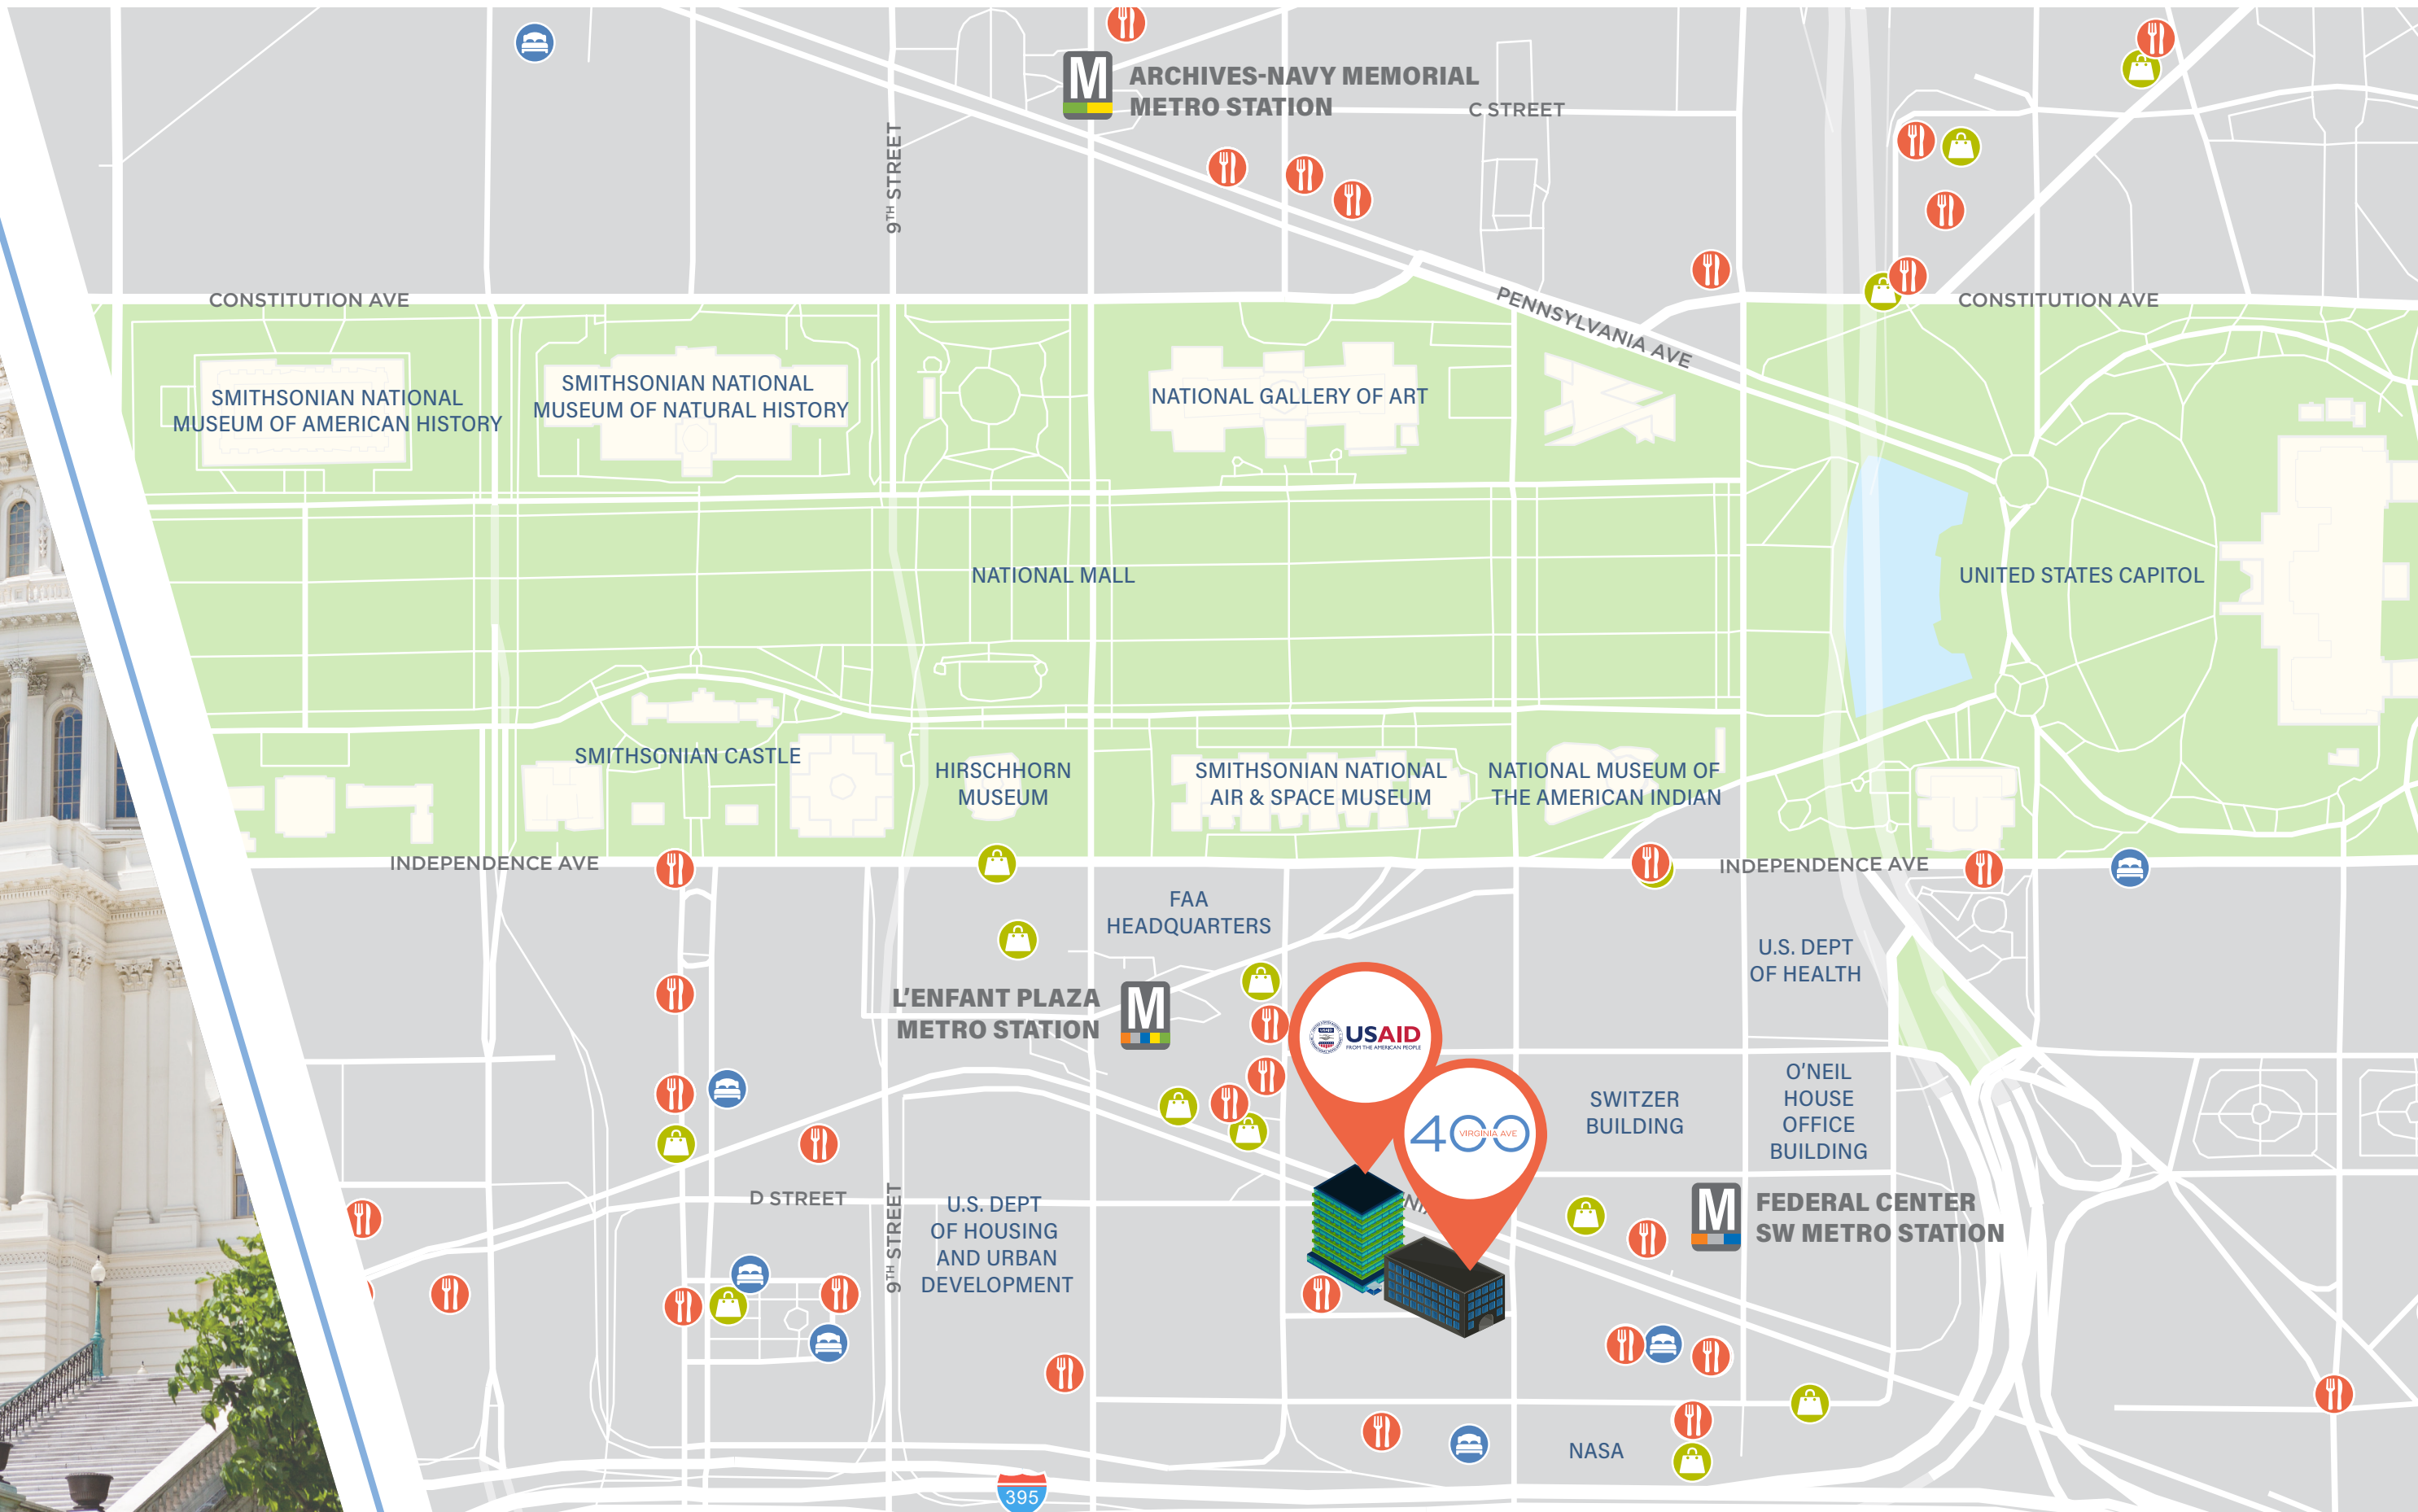 M
ARCHIVES-NAVY MEMORIAL
METRO STATION
C STREET
9TH STREET
CONSTITUTION AVE
PENNSYLVANIA AVE
CONSTITUTION AVE
SMITHSONIAN NATIONAL
MUSEUM OF AMERICAN HISTORY
SMITHSONIAN NATIONAL
MUSEUM OF NATURAL HISTORY
NATIONAL GALLERY OF ART
NATIONAL MALL
UNITED STATES CAPITOL
SMITHSONIAN CASTLE
HIRSCHHORN
MUSEUM
SMITHSONIAN NATIONAL
AIR & SPACE MUSEUM
NATIONAL MUSEUM OF
THE AMERICAN INDIAN
INDEPENDENCE AVE
INDEPENDENCE AVE
FAA
HEADQUARTERS
U.S. DEPT
OF HEALTH
L'ENFANT PLAZA
METRO STATION
M
USAID
FROM THE AMERICAN PEOPLE
400
VIRGINIA AVE
SWITZER
BUILDING
O'NEIL
HOUSE
OFFICE
BUILDING
D STREET
9TH STREET
U.S. DEPT
OF HOUSING
AND URBAN
DEVELOPMENT
M
FEDERAL CENTER
SW METRO STATION
NASA
395